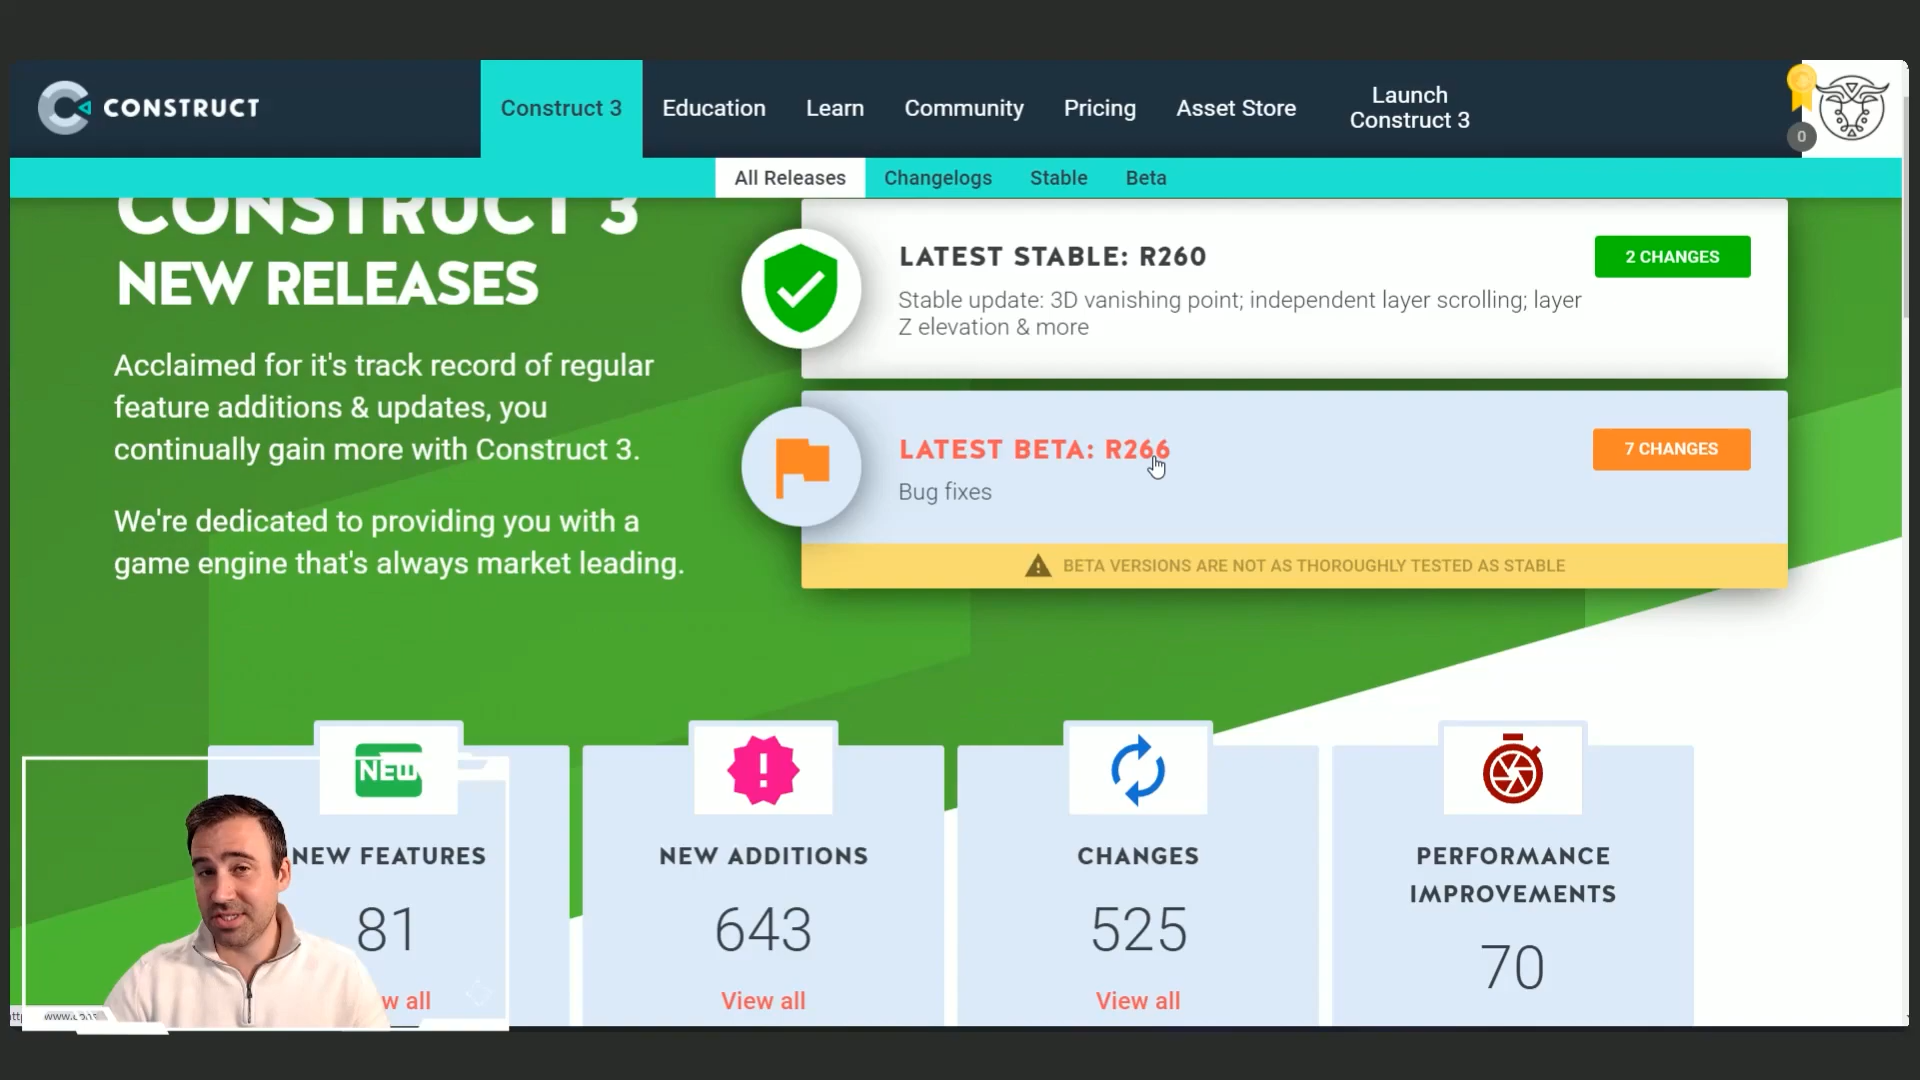 CONSTRUCT
Construct 3
Education
Learn
Community
Pricing
Asset Store
Launch
Construct 3
0
All Releases
Changelogs
Stable
Beta
CONSTRUCT 3
NEW RELEASES
Acclaimed for it's track record of regular
feature additions & updates, you
continually gain more with Construct 3.
We're dedicated to providing you with a
game engine that's always market leading.
LATEST STABLE: R260
2 CHANGES
Stable update: 3D vanishing point; independent layer scrolling; layer
Z elevation & more
LATEST BETA: R266
7 CHANGES
Bug fixes
BETA VERSIONS ARE NOT AS THOROUGHLY TESTED AS STABLE
NEW
NEW FEATURES
81
w all
NEW ADDITIONS
643
View all
CHANGES
525
View all
PERFORMANCE
IMPROVEMENTS
70